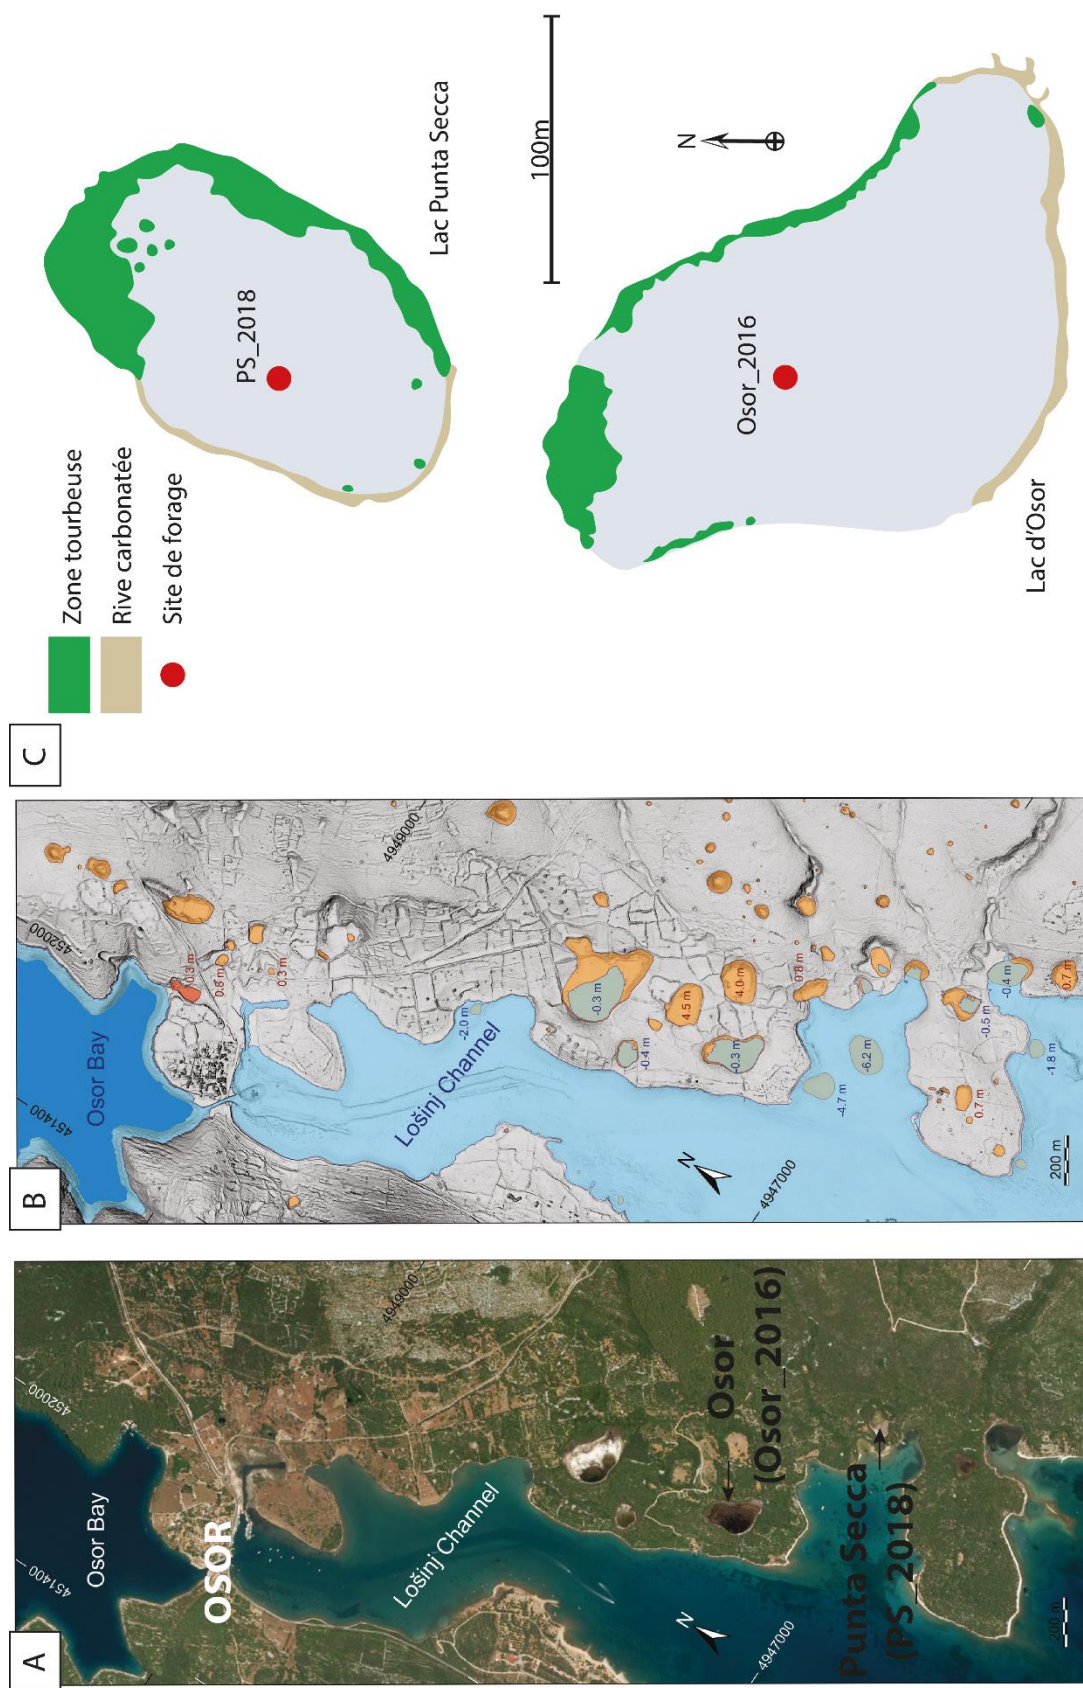 A
Osor Bay
451400
452000
OSOR
4949000
Lošinj Channel
Osor
(Osor_2016)
Punta Seccca
(PS_2018)
N
4947000
200 m
B
Osor Bay
451400
452000
0.3 m
0.8 m
0.3 m
4949000
-2.0 m
Lošinj Channel
-0.3 m
-0.4 m
4.5 m
4.0 m
-0.3 m
0.8 m
-4.7 m
-6.2 m
N
4947000
-0.5 m
-0.4 m
0.7 m
0.7 m
-1.8 m
200 m
C
Zone tourbeuse
Rive carbonatée
Site de forage
PS_2018
Lac Punta Secca
100m
N
Osor_2016
Lac d'Osor